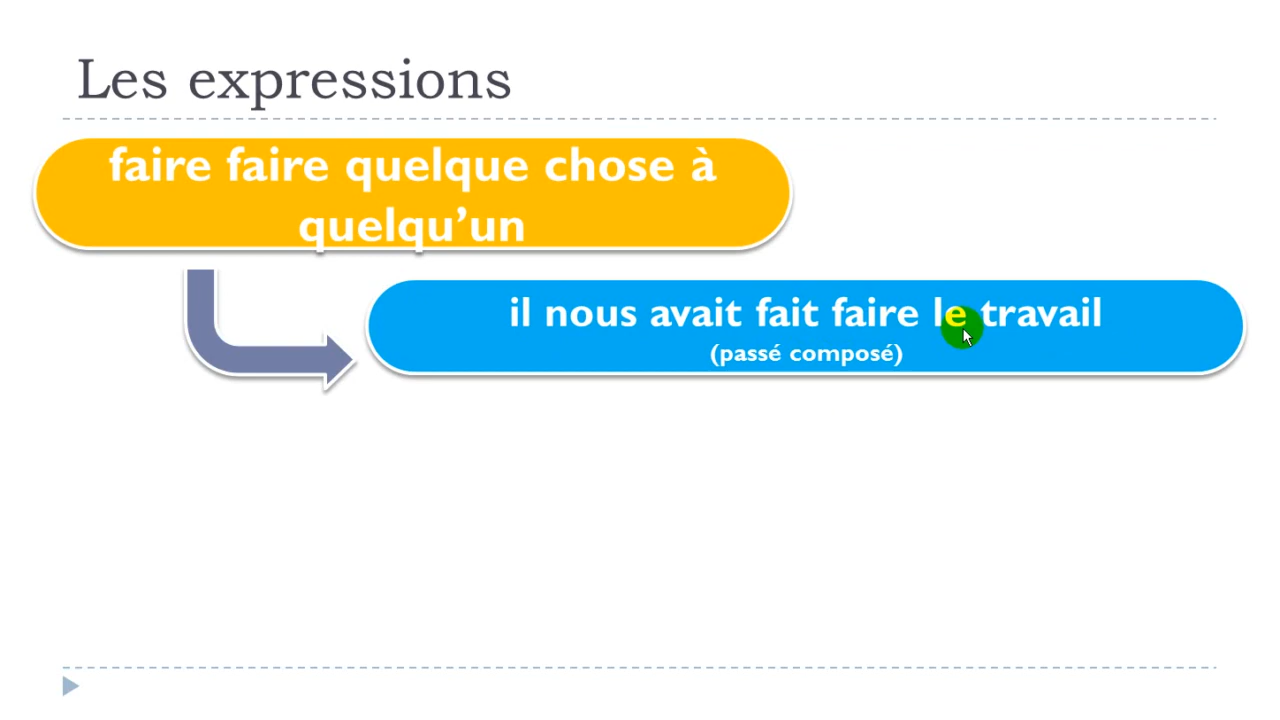 Les expressions
faire faire quelque chose à
quelqu’un
il nous avait fait faire le travail
(passé composé)